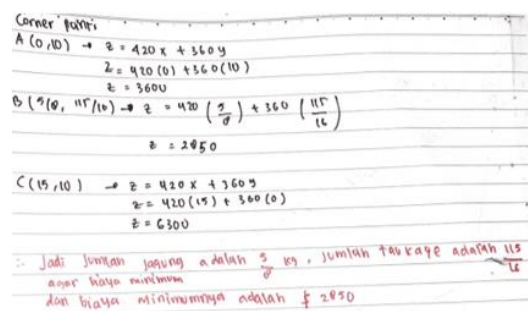 Corner points
A (0,10) → z = 420x + 360y
z = 420 (0) + 360 (10)
z = 3600
B (5/8, 115/16) → z = 420 (5/8) + 360 (115/16)
z = 2850
C (15,10) → z = 420x + 360y
z = 420 (15) + 360 (0)
z = 6300
∴ Jadi jumlah jagung adalah 5/8 kg, jumlah taukage adalah 115/16
agar biaya minimum
dan biaya minimumnya adalah $ 2850